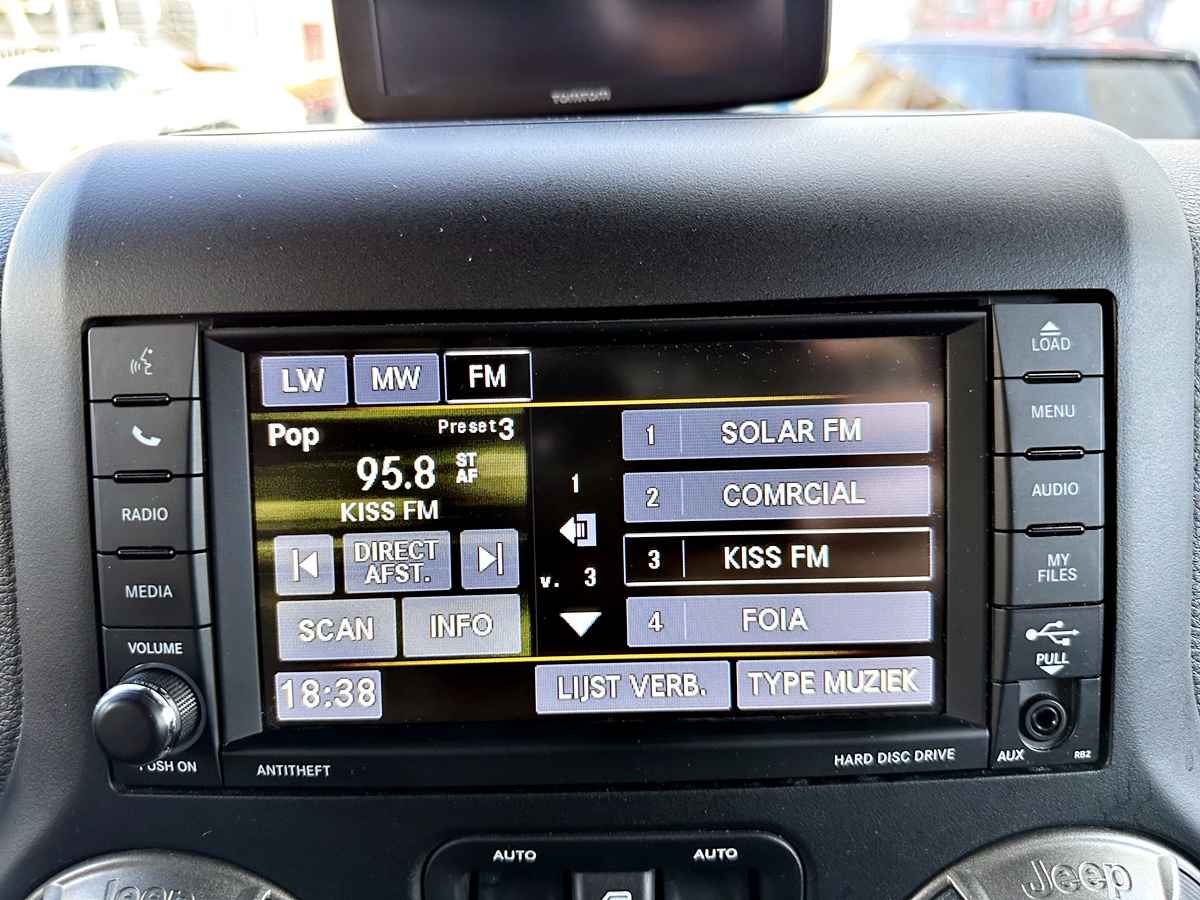 TOMTOM
LW
MW
FM
Pop
Preset3
95.8
ST
AF
KISS FM
DIRECT
AFST.
SCAN
INFO
18:38
1
v. 3
1 SOLAR FM
2 COMRCIAL
3 KISS FM
4 FOIA
LIJST VERB.
TYPE MUZIEK
RADIO
MEDIA
VOLUME
PUSH ON
ANTITHEFT
LOAD
MENU
AUDIO
MY
FILES
PULL
AUX
RB2
HARD DISC DRIVE
AUTO
AUTO
Jeep
Jeep